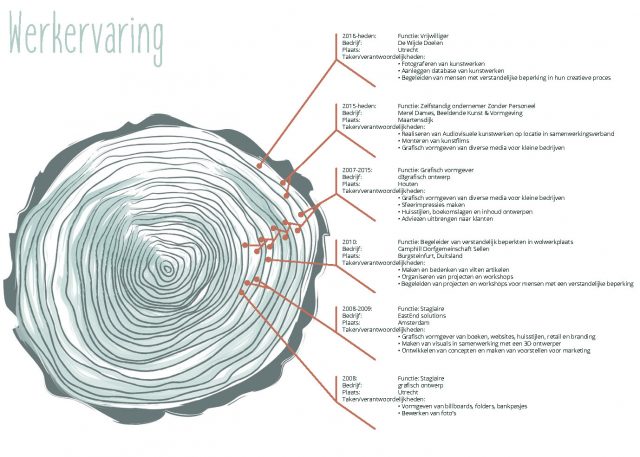 Werkervaring
2016-heden: Functie: Vrijwilliger
Bedrijf: De Wijde Doelen
Plaats: Utrecht
Taken/verantwoordelijkheden:
• Fotograferen van kunstwerken
• Aanleggen database van kunstwerken
• Begeleiden van mensen met verstandelijke beperking in hun creatieve proces
2015-heden: Functie: Zelfstandig ondernemer Zonder Personeel
Bedrijf: Merel Dames, Beeldende Kunst & Vormgeving
Plaats: Maartensdijk
Taken/verantwoordelijkheden:
• Realiseren van Audiovisuele kunstwerken op locatie in samenwerkingsverband
• Monteren van kunstfilms
• Grafisch vormgeven van diverse media voor kleine bedrijven
2007-2015: Functie: Grafisch vormgever
Bedrijf: d3grafisch ontwerp
Plaats: Houten
Taken/verantwoordelijkheden:
• Grafisch vormgeven van diverse media voor kleine bedrijven
• Sfeerimpressies maken
• Huisstijlen, boekomslagen en inhoud ontwerpen
• Adviezen uitbrengen naar klanten
2010: Functie: Begeleider van verstandelijk beperkten in wolwerkplaats
Bedrijf: Camphill Dorfgemeinschaft Sellen
Plaats: Burgsteinfurt, Duitsland
Taken/verantwoordelijkheden:
• Maken en bedenken van vilten artikelen
• Organiseren van projecten en workshops
• Begeleiden van projecten en workshops voor mensen met een verstandelijke beperking
2008-2009: Functie: Stagiaire
Bedrijf: EastEnd solutions
Plaats: Amsterdam
Taken/verantwoordelijkheden:
• Grafisch vormgever van boeken, websites, huisstijlen, retail en branding
• Maken van visuals in samenwerking met een 3D ontwerper
• Ontwikkelen van concepten en maken van voorstellen voor marketing
2008: Functie: Stagiaire
Bedrijf: grafisch ontwerp
Plaats: Utrecht
Taken/verantwoordelijkheden:
• Vormgeven van billboards, folders, bankpasjes
• Bewerken van foto's